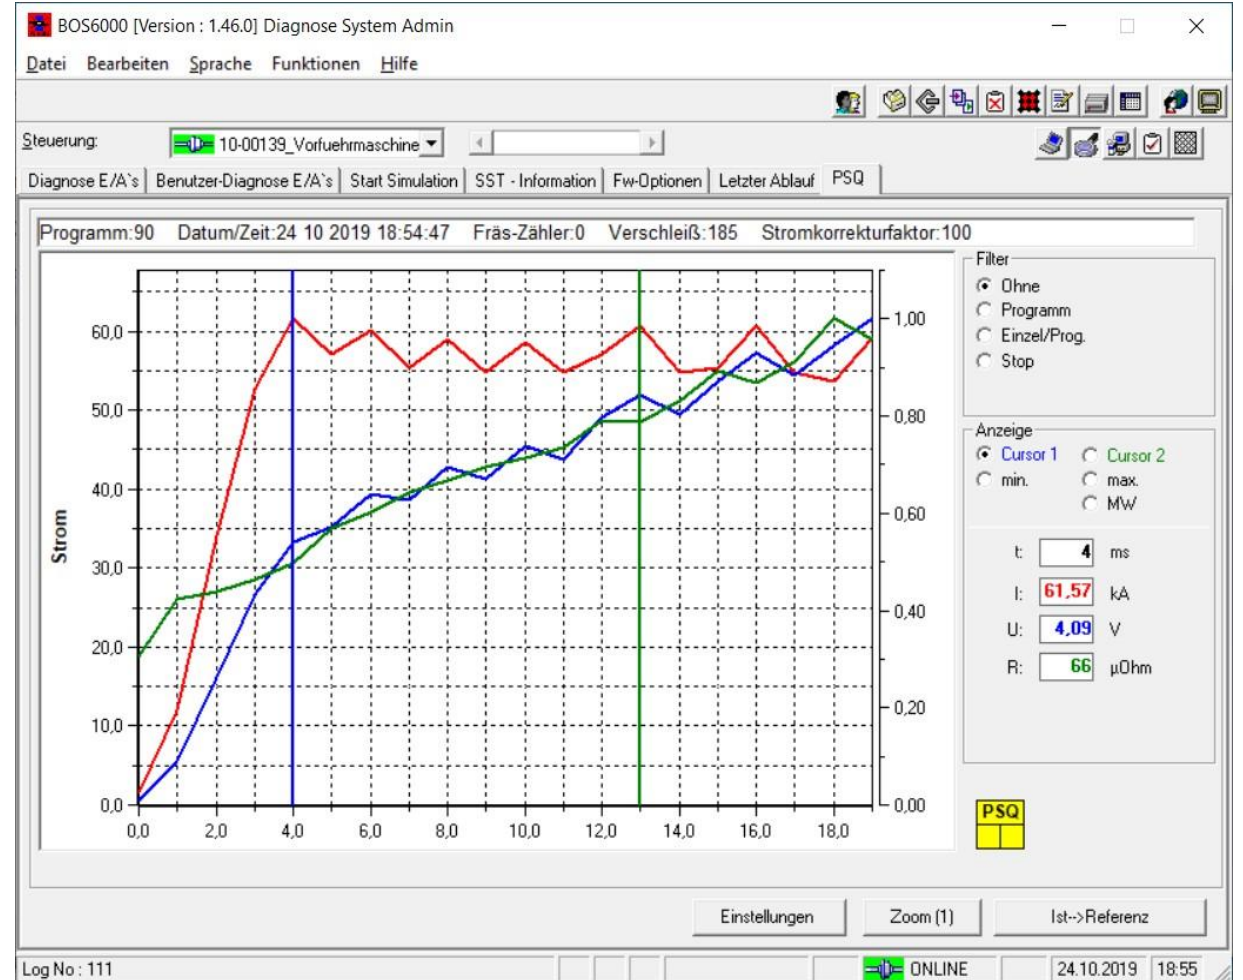 BOS6000 [Version : 1.46.0] Diagnose System Admin
Datei Bearbeiten Sprache Funktionen Hilfe
Steuerung: 10-00139_Vorfuehrmaschine
Diagnose E/A`s Benutzer-Diagnose E/A`s Start Simulation SST - Information Fw-Optionen Letzter Ablauf PSQ
Programm:90 Datum/Zeit:24 10 2019 18:54:47 Fräs-Zähler:0 Verschleiß:185 Stromkorrekturfaktor:100
Strom
60,0
50,0
40,0
30,0
20,0
10,0
0,0
0,0 2,0 4,0 6,0 8,0 10,0 12,0 14,0 16,0 18,0
1,00
0,80
0,60
0,40
0,20
0,00
Filter
Ohne
Programm
Einzel/Prog.
Stop
Anzeige
Cursor 1 Cursor 2
min. max.
MW
t: 4 ms
I: 61,57 kA
U: 4,09 V
R: 66 µOhm
PSQ
Einstellungen Zoom (1) Ist-->Referenz
Log No : 111 ONLINE 24.10.2019 18:55